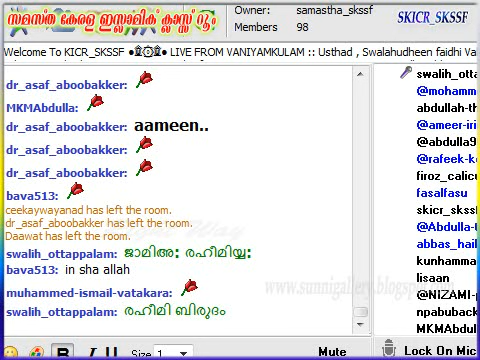 സമസ്ത കേരള ഇസ്ലാമിക് ക്ലാസ് റൂം
Owner: samastha_skssf
Members 98
SKICR_SKSSF
Welcome To KICR_SKSSF ●۩۞۩● LIVE FROM VANIYAMKULAM :: Usthad , Swalahudheen faidhi Va
dr_asaf_aboobakker:
MKMAbdulla:
dr_asaf_aboobakker: aameen..
dr_asaf_aboobakker:
dr_asaf_aboobakker:
bava513:
ceekaywayanad has left the room.
dr_asaf_aboobakker has left the room.
Daawat has left the room.
swalih_ottappalam: ജാമിഅ: രഹീമിയ്യ:
bava513: in sha allah
muhammed-ismail-vatakara:
swalih_ottappalam: രഹീമി ബിരുദം
swalih_otta
@mohamm
abdullah-th
@ameer-iri
@abdulla9
@rafeek-k
firoz_calicu
fasalfasu
skicr_skss
@Abdulla-t
abbas_hail
kunhamma
lisaan
@NIZAMI-p
npabuback
MKMAbdul
www.sunnigallery.blogspot.com
B I U Size 1
Mute
Lock On Mic